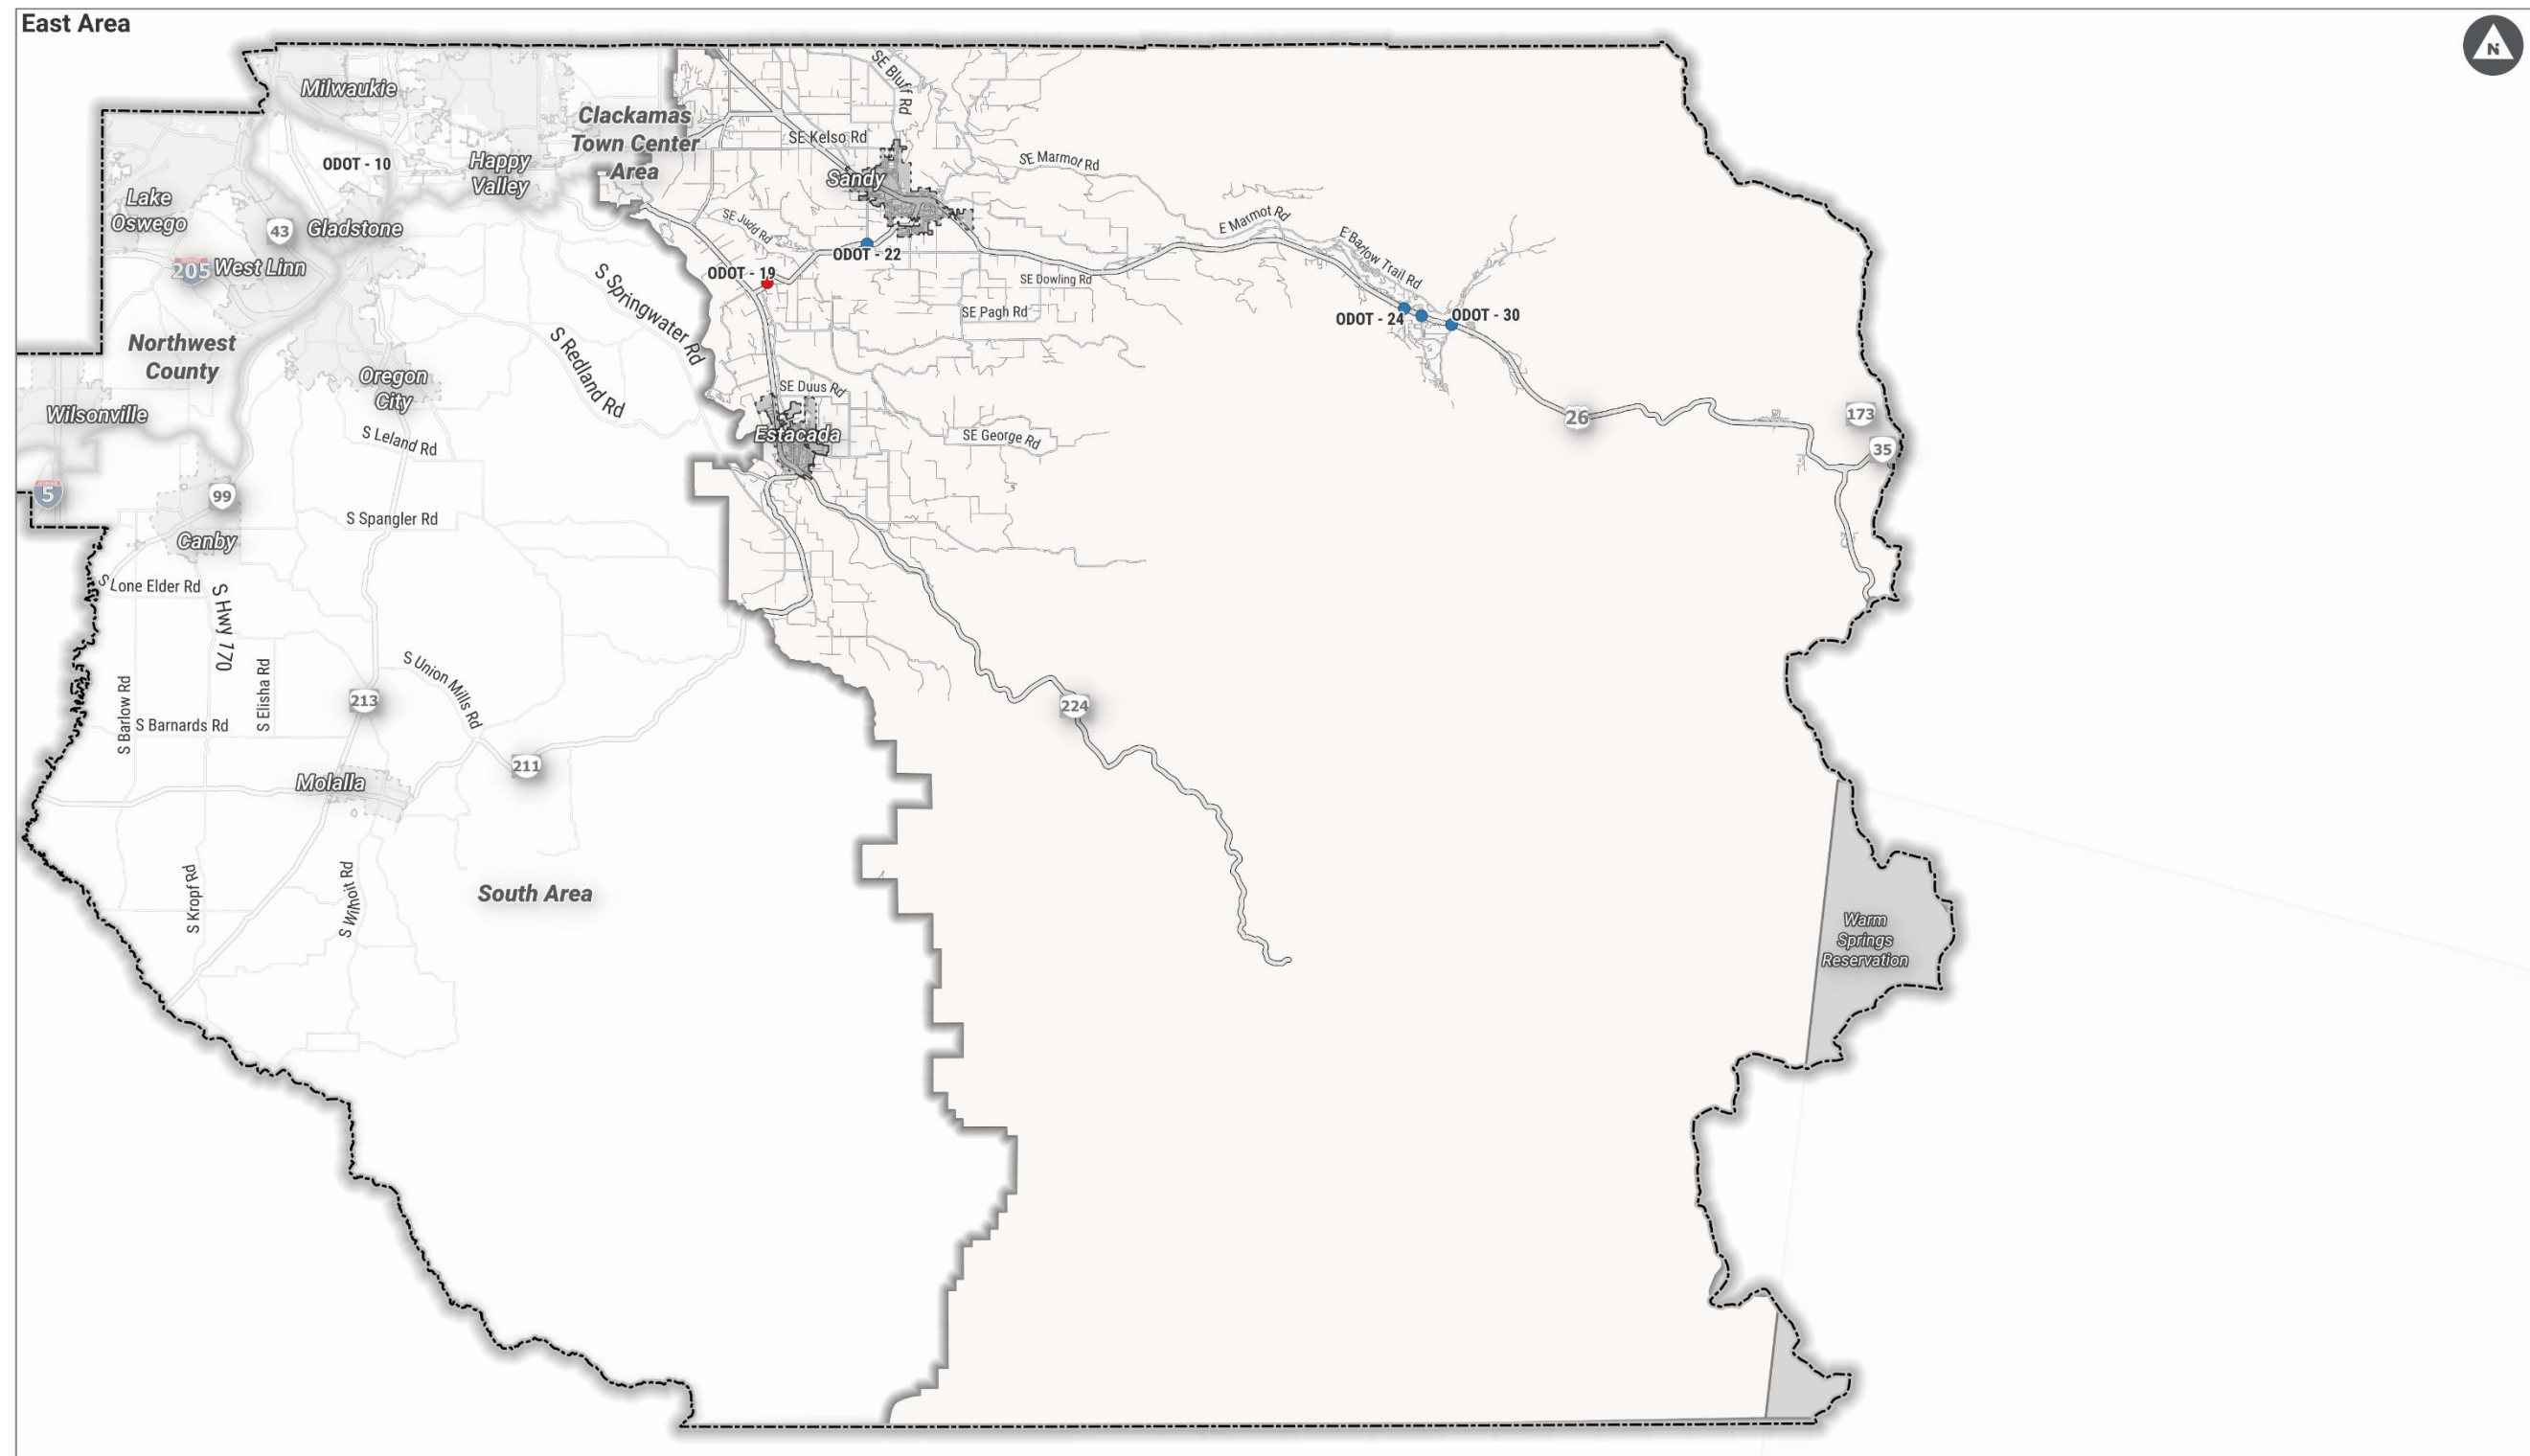 East Area
N
Milwaukie
SE Bluff Rd
Clackamas
Town Center
Area
SE Kelso Rd
ODOT - 10
Happy
Valley
SE Marmot Rd
Sandy
Lake
Oswego
43
Gladstone
SE Judd Rd
E Marmot Rd
E Barlow Trail Rd
ODOT - 22
205
West Linn
ODOT - 19
S Springwater Rd
SE Dowling Rd
SE Pagh Rd
ODOT - 24
ODOT - 30
Northwest
County
S Redland Rd
Oregon
City
SE Duus Rd
Wilsonville
26
173
S Leland Rd
Estacada
SE George Rd
35
5
99
S Spangler Rd
Canby
S Lone Elder Rd
S Hwy 170
S Union Mills Rd
S Barlow Rd
S Elisha Rd
213
224
S Barnards Rd
211
Molalla
S Kropf Rd
S Wilhoit Rd
South Area
Warm
Springs
Reservation